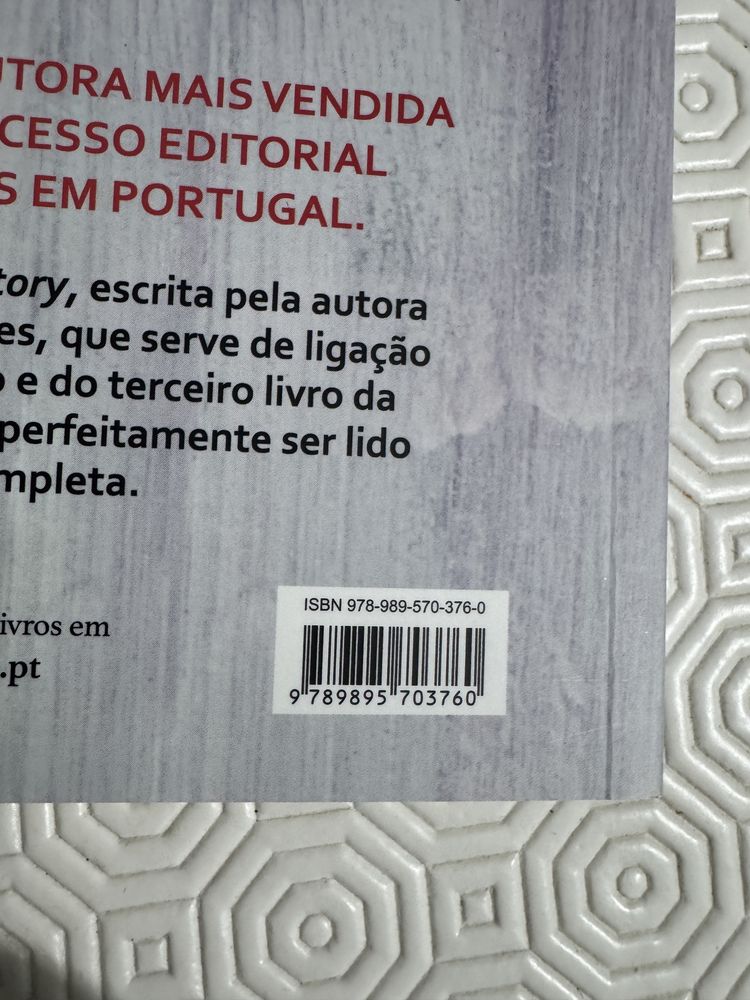 UTORA MAIS VENDIDA
CESSO EDITORIAL
S EM PORTUGAL.
tory, escrita pela autora
es, que serve de ligação
o e do terceiro livro da
perfeitamente ser lido
mpleta.
ISBN 978-989-570-376-0
ivros em
.pt
9 789895 703760